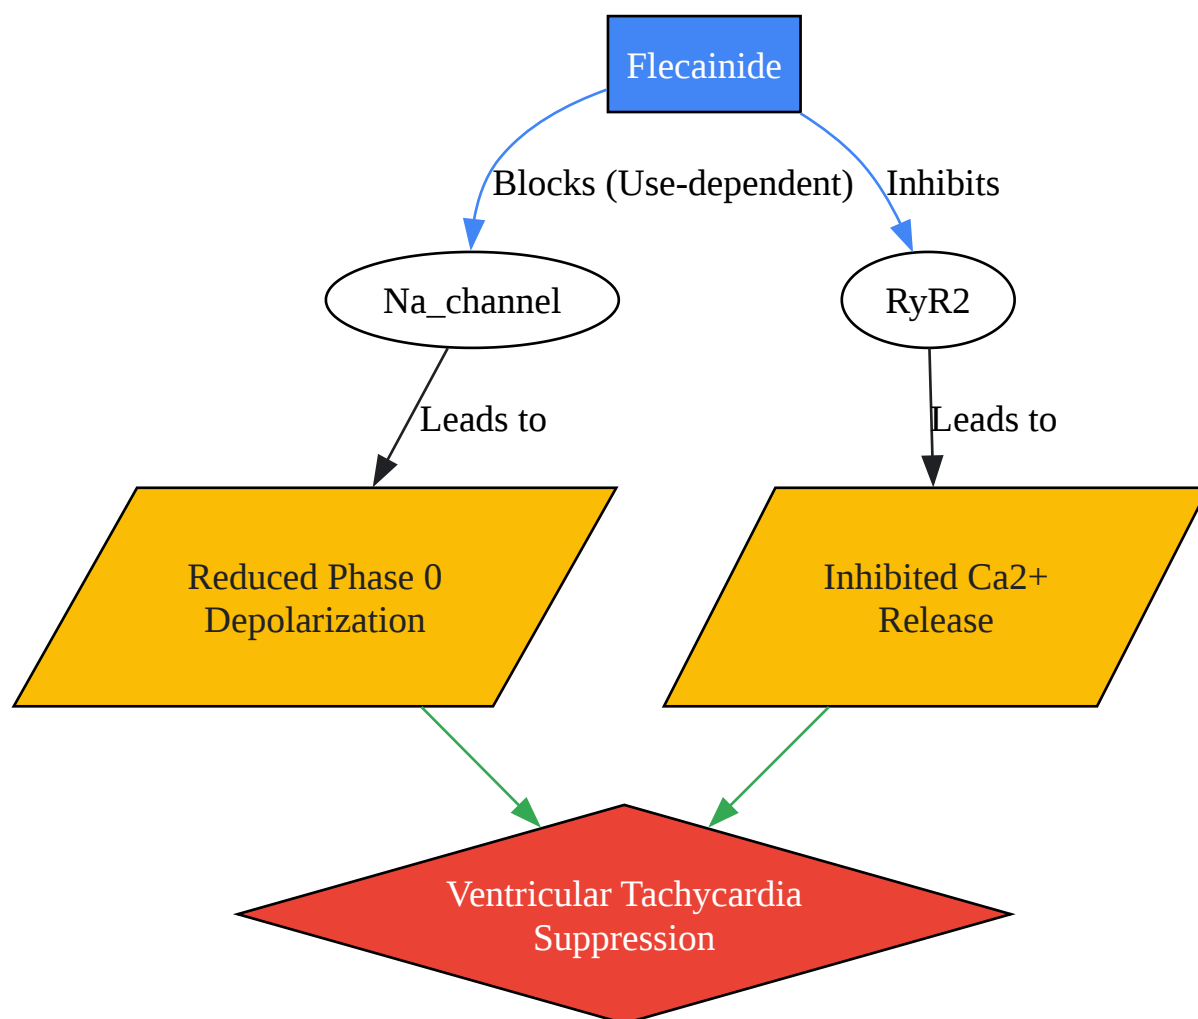 Flecainide
Blocks (Use-dependent)
Inhibits
Na_channel
RyR2
Leads to
Leads to
Reduced Phase 0
Depolarization
Inhibited Ca2+
Release
Ventricular Tachycardia
Suppression